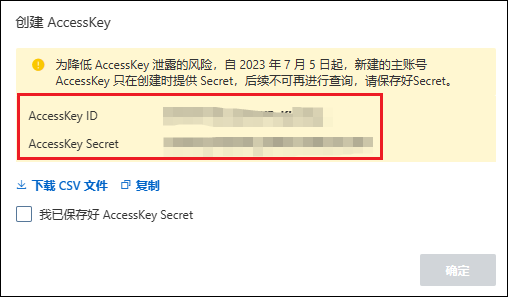 创建 AccessKey
为降低 AccessKey 泄露的风险，自 2023 年 7 月 5 日起，新建的主账号
AccessKey 只在创建时提供 Secret，后续不可再进行查询，请保存好Secret。
AccessKey ID
AccessKey Secret
下载 CSV 文件 复制
我已保存好 AccessKey Secret
确定